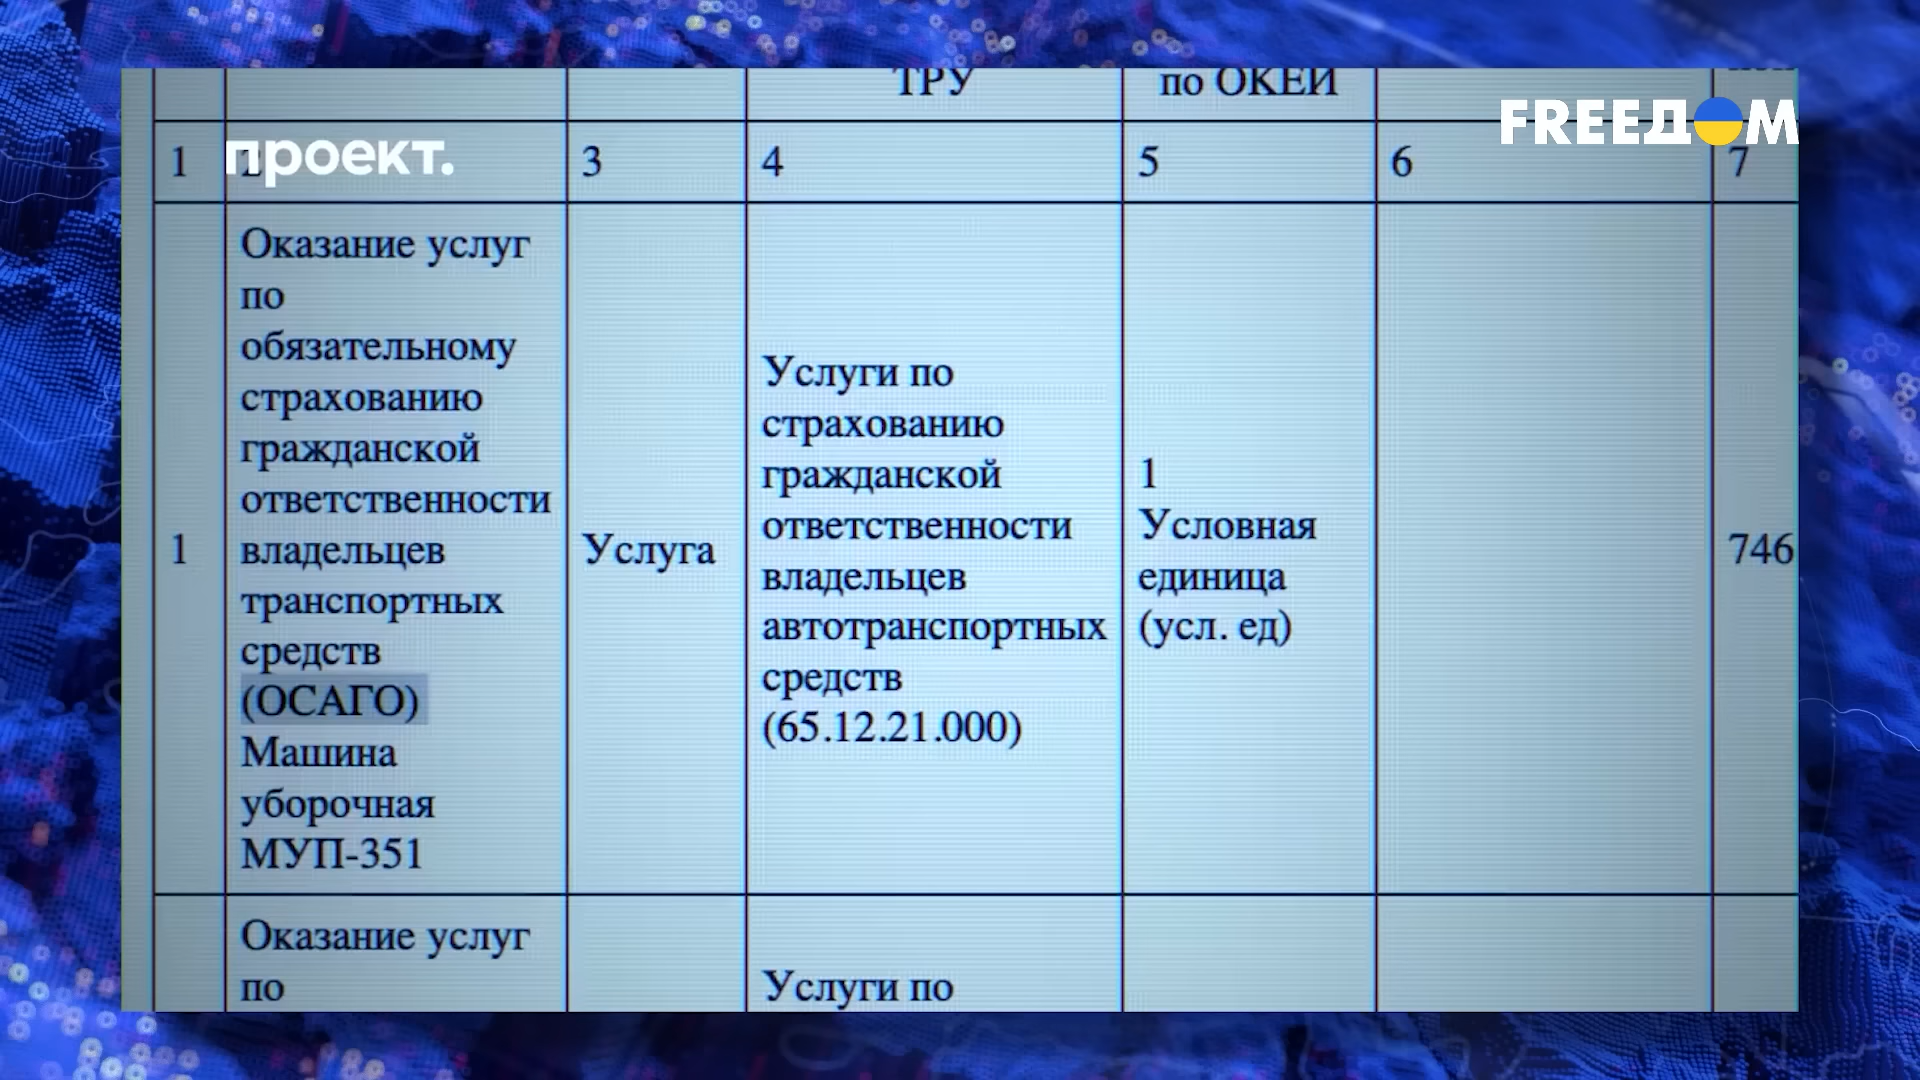 ТРУ
по ОКЕИ
FREEДОМ
проект.
1
2
3
4
5
6
7
1
Оказание услуг
по
обязательному
страхованию
гражданской
ответственности
владельцев
транспортных
средств
(ОСАГО)
Машина
уборочная
МУП-351
Услуга
Услуги по
страхованию
гражданской
ответственности
владельцев
автотранспортных
средств
(65.12.21.000)
1
Условная
единица
(усл. ед)
746
Оказание услуг
по
Услуги по